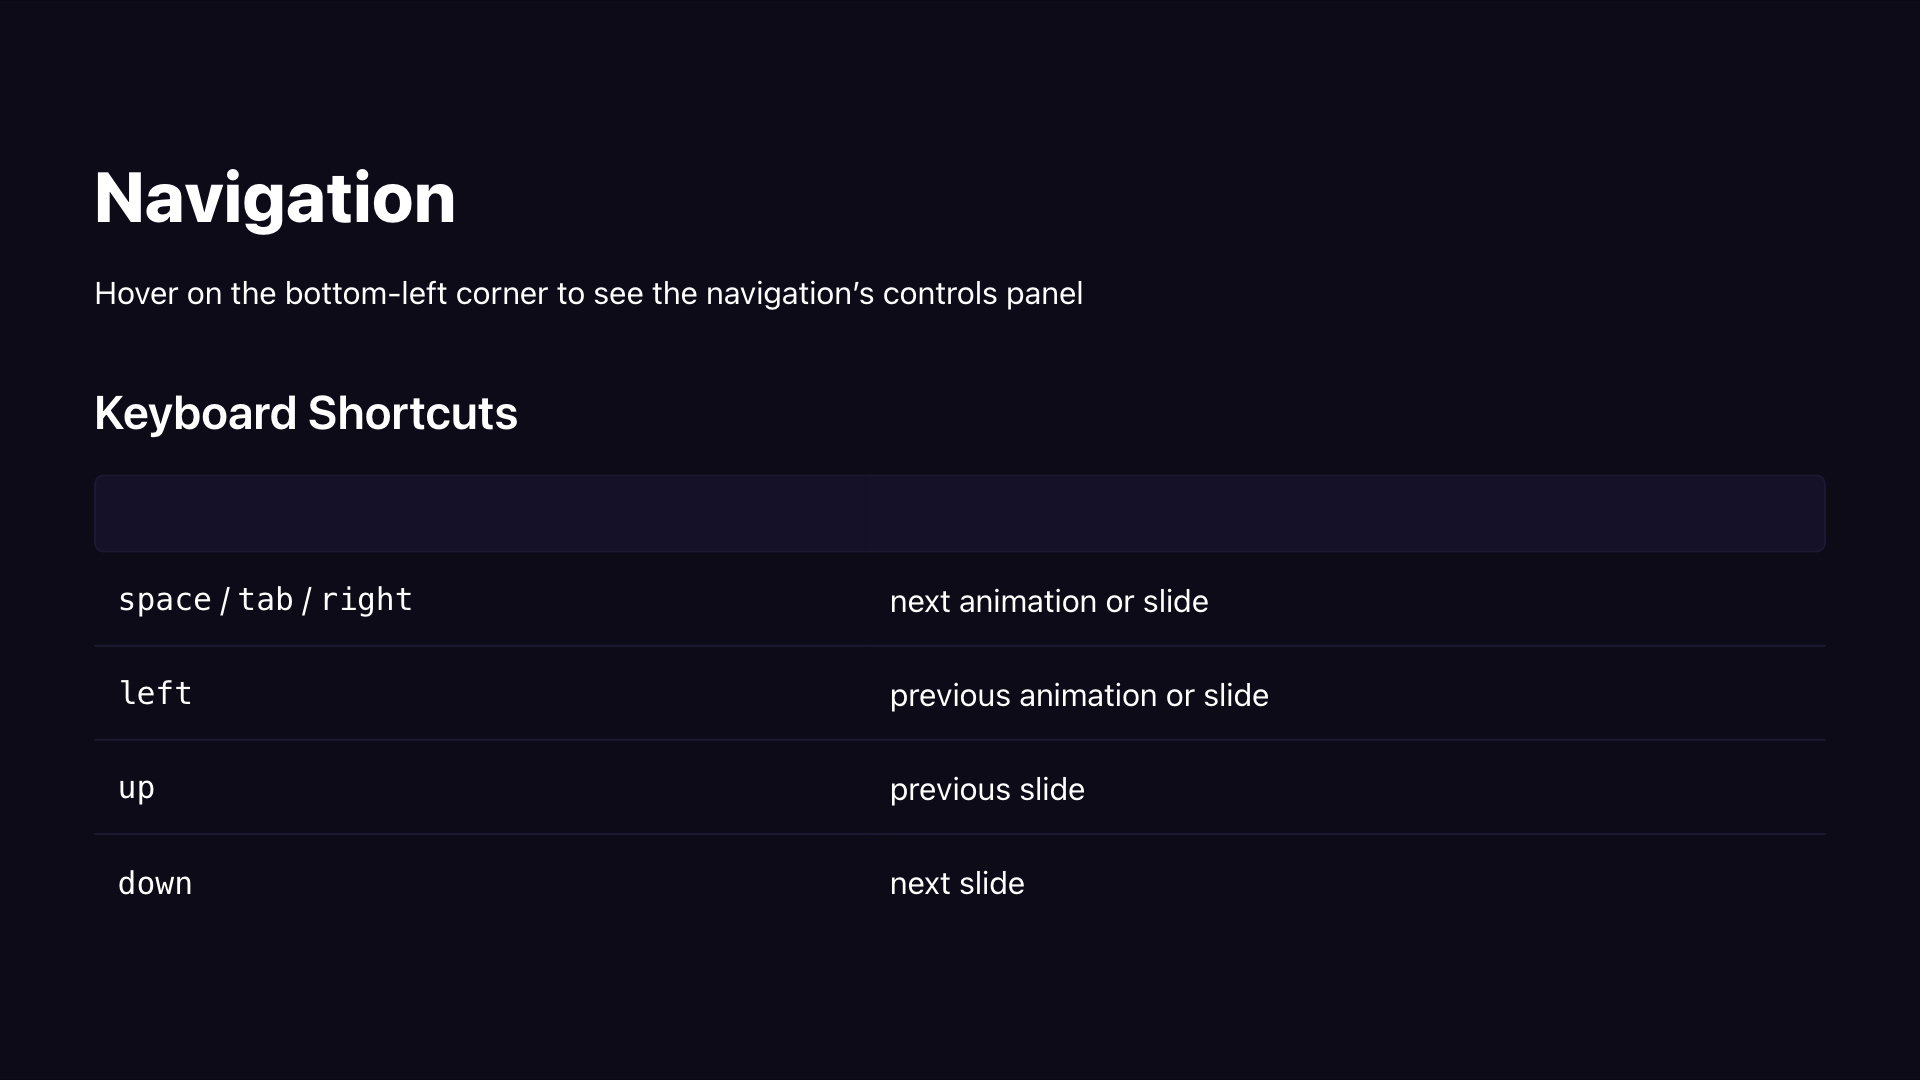 Navigation
Hover on the bottom-left corner to see the navigation’s controls panel
Keyboard Shortcuts
space / tab / right next animation or slide
left previous animation or slide
up previous slide
down next slide